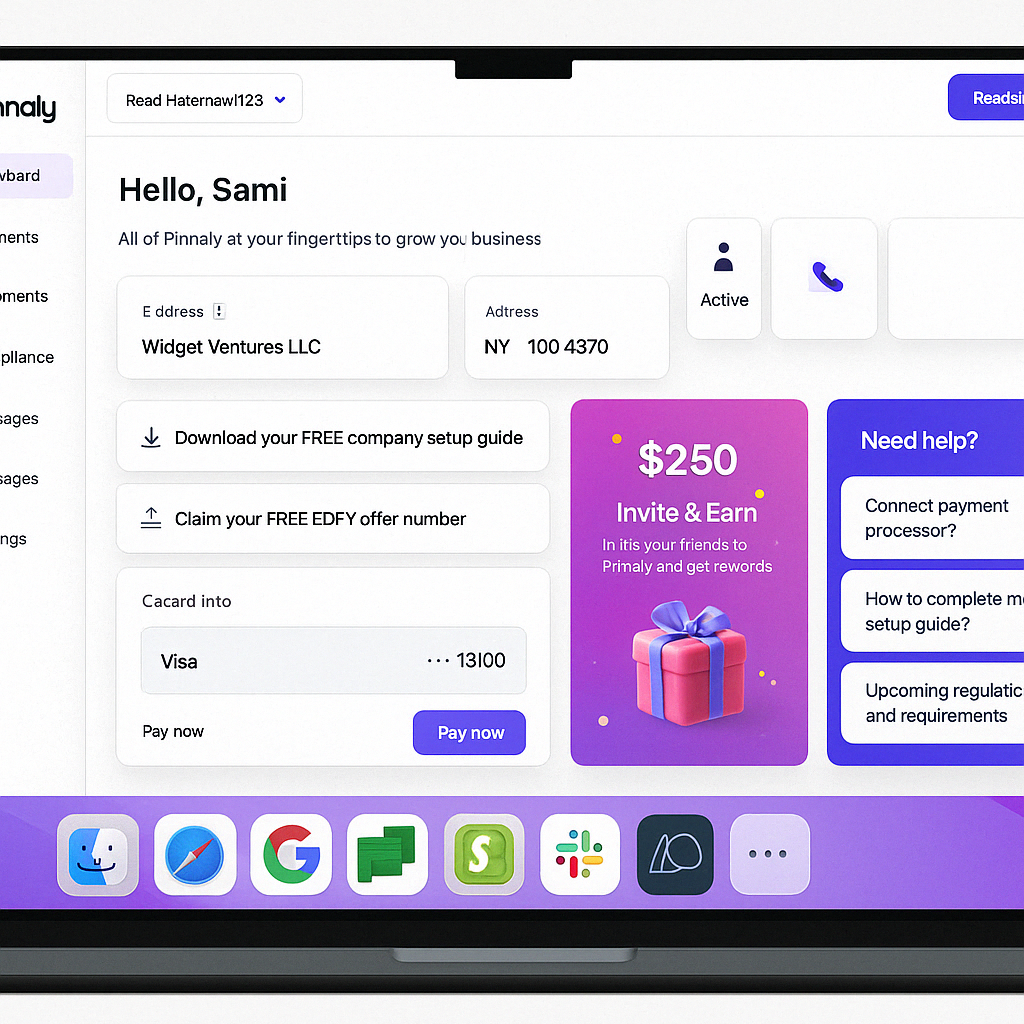 nnaly
Read Haternawl123
Readsi
wbard
ments
oments
pllance
sages
sages
ngs
Hello, Sami
All of Pinnaly at your fingerttips to grow you business
E ddress
Widget Ventures LLC
Adtress
NY 100 4370
Active
Download your FREE company setup guide
Claim your FREE EDFY offer number
Cacard into
Visa
··· 13I00
Pay now
Pay now
$250
Invite & Earn
In itis your friends to
Primaly and get rewords
Need help?
Connect payment
processor?
How to complete m
setup guide?
Upcoming regulatic
and requirements
G
S